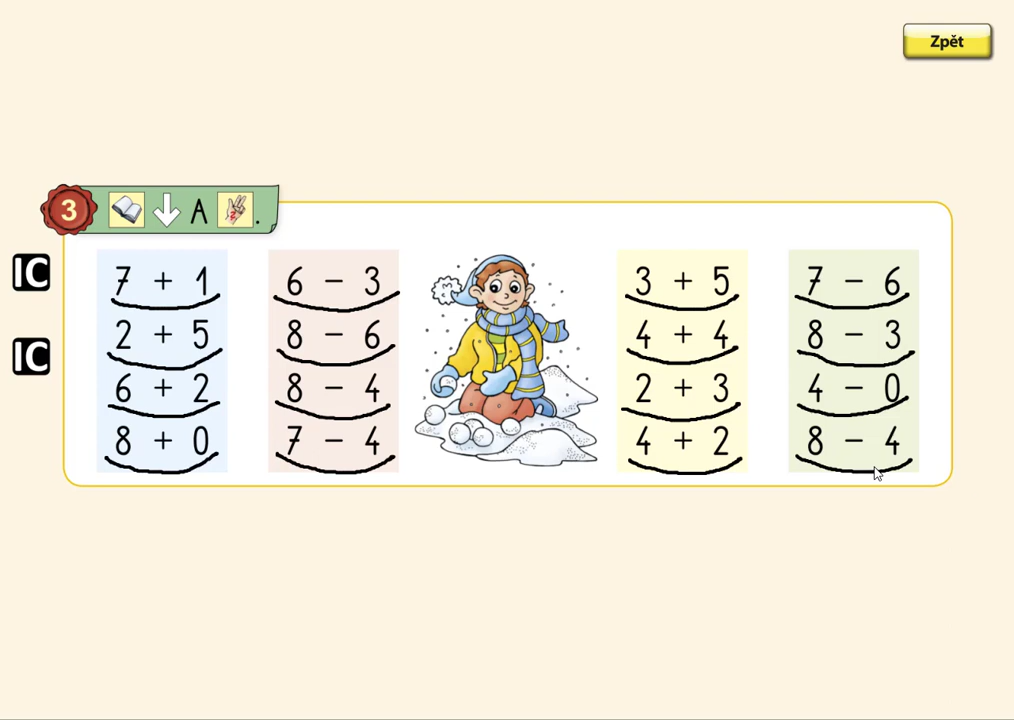 Zpět
3 A .
IC
IC
7 + 1
2 + 5
6 + 2
8 + 0
6 − 3
8 − 6
8 − 4
7 − 4
3 + 5
4 + 4
2 + 3
4 + 2
7 − 6
8 − 3
4 − 0
8 − 4